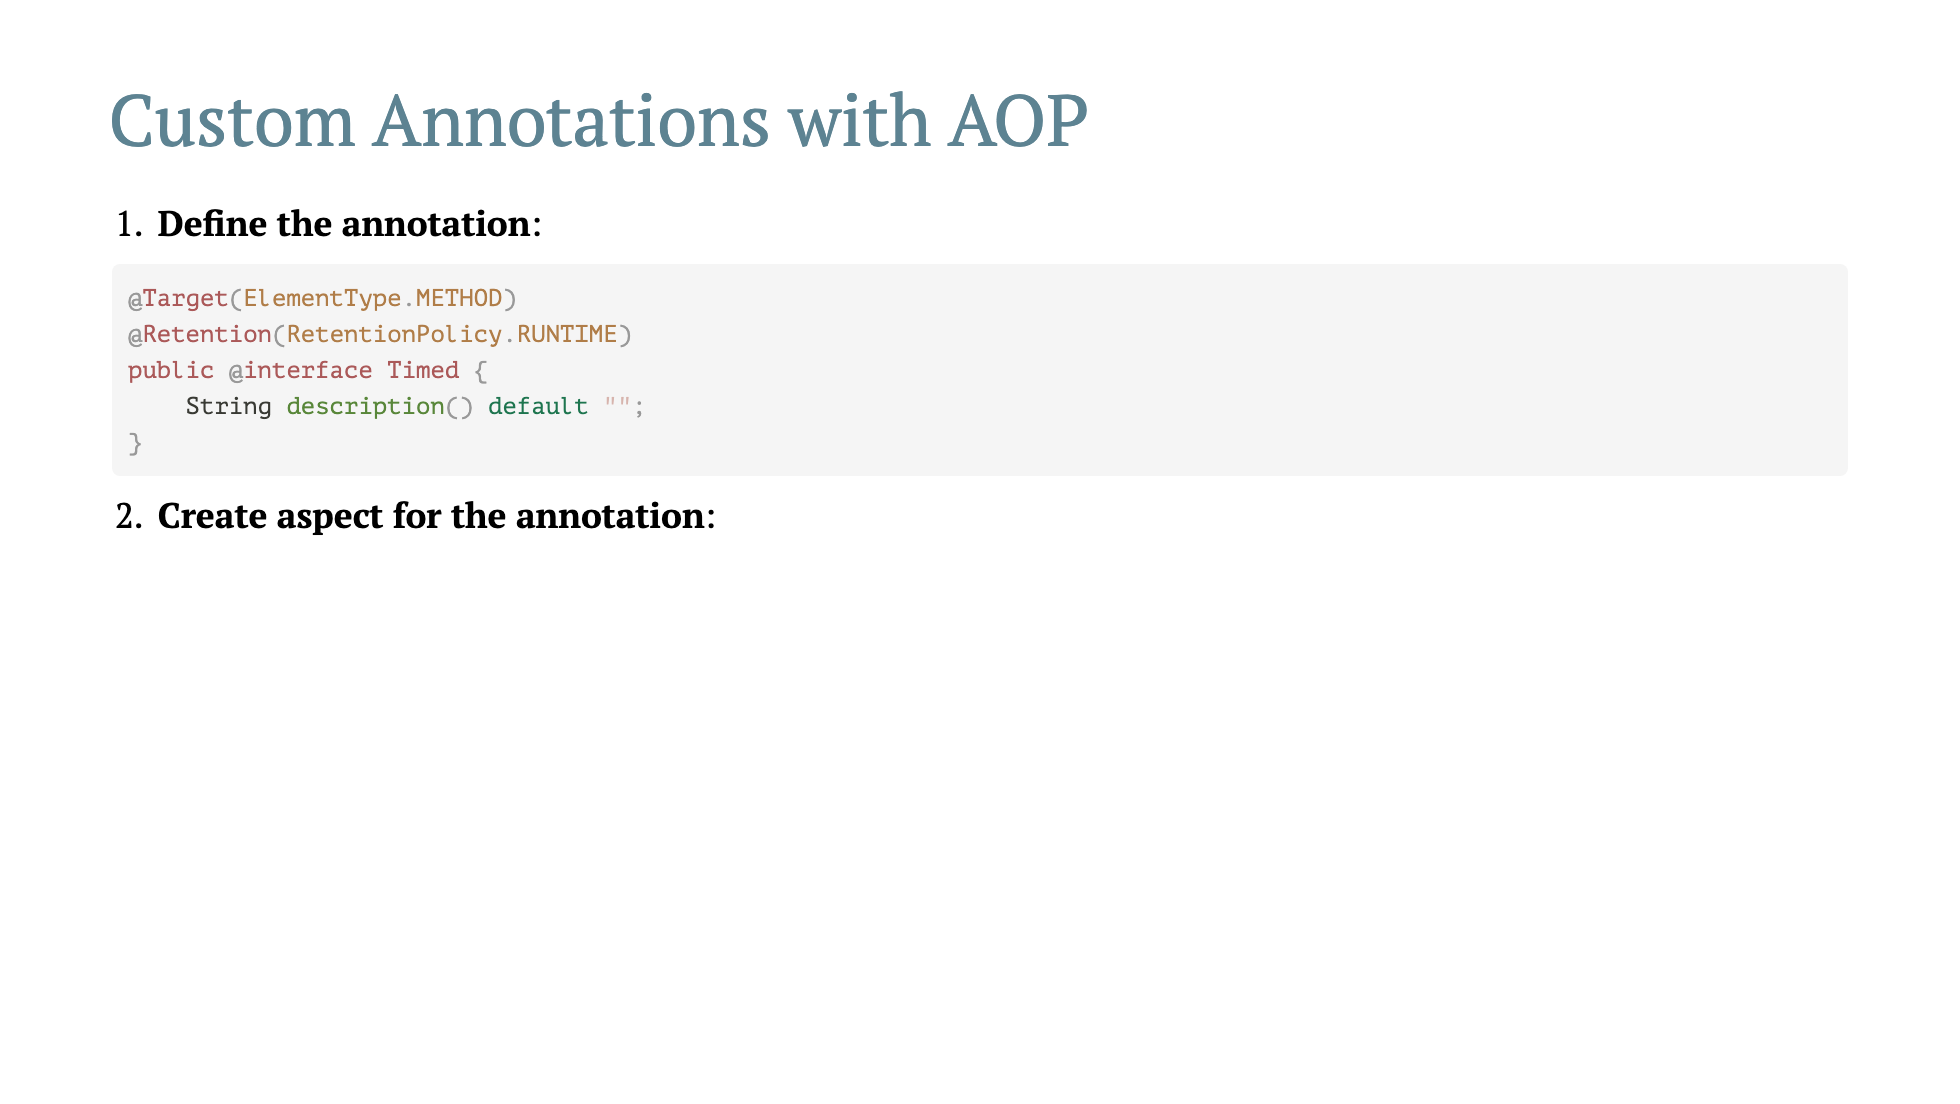 Custom Annotations with AOP
1. Define the annotation:
@Target(ElementType.METHOD)
@Retention(RetentionPolicy.RUNTIME)
public @interface Timed {
    String description() default "";
}
2. Create aspect for the annotation: